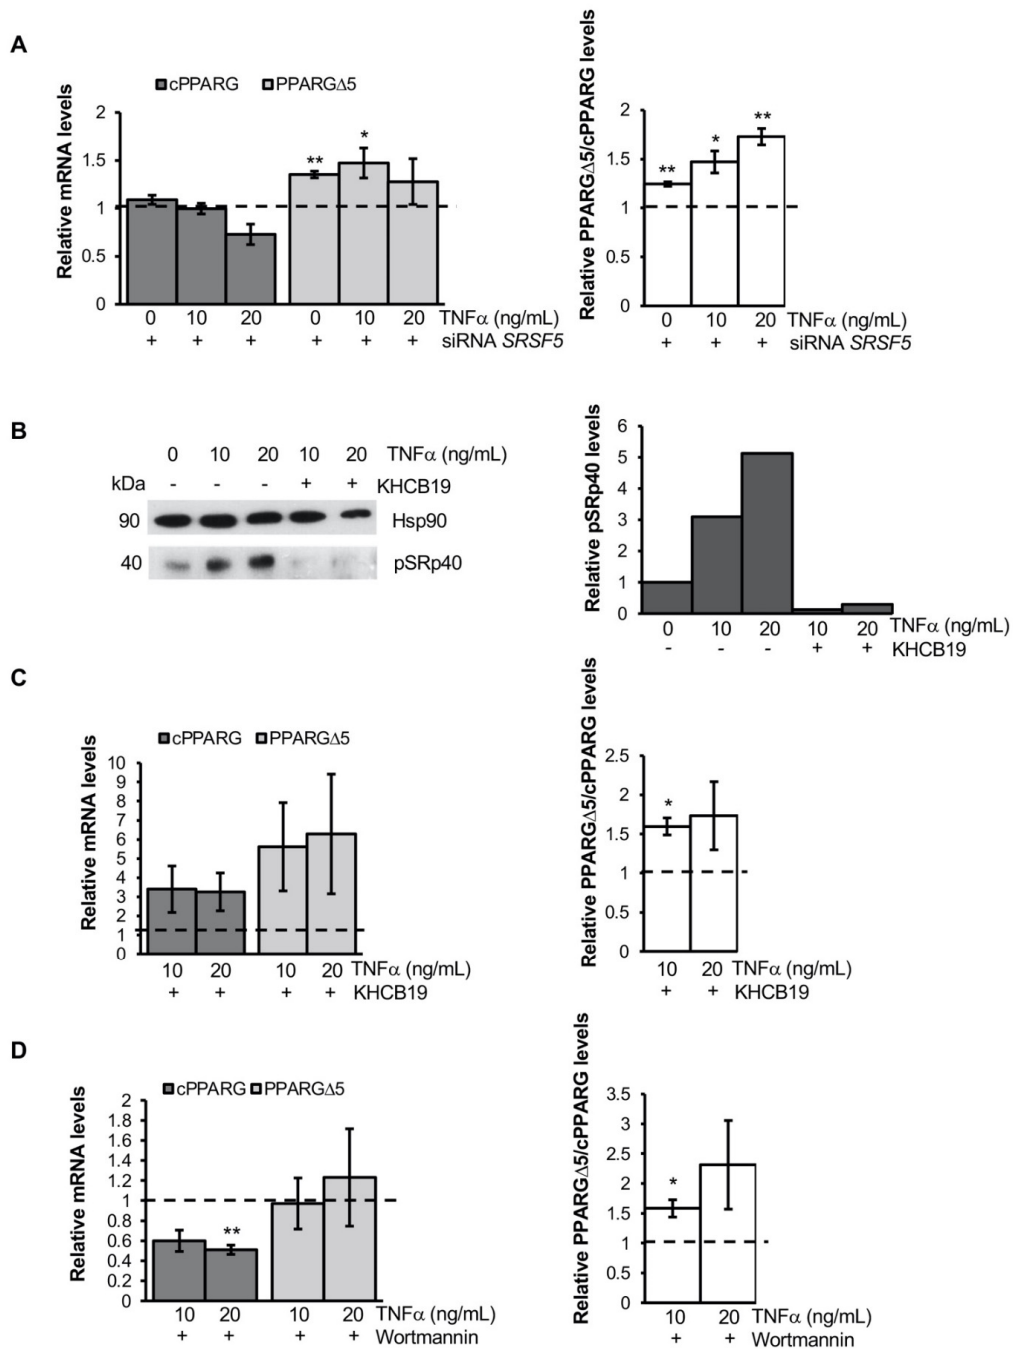 A
cPPARG PPARGΔ5
Relative mRNA levels
2
1.5
1
0.5
0
0 10 20 0 10 20 TNFα (ng/mL)
+ + + + + + siRNA SRSF5
** *
Relative PPARGΔ5/cPPARG levels
2
1.5
1
0.5
0
** * **
0 10 20 TNFα (ng/mL)
+ + + siRNA SRSF5
B
0 10 20 10 20 TNFα (ng/mL)
kDa - - - + + KHCB19
90 Hsp90
40 pSRp40
Relative pSRp40 levels
6
5
4
3
2
1
0
0 10 20 10 20 TNFα (ng/mL)
- - - + + KHCB19
C
cPPARG PPARGΔ5
Relative mRNA levels
10
9
8
7
6
5
4
3
2
1
0
10 20 10 20 TNFα (ng/mL)
+ + + + KHCB19
Relative PPARGΔ5/cPPARG levels
2.5
2
1.5
1
0.5
0
*
10 20 TNFα (ng/mL)
+ + KHCB19
D
cPPARG PPARGΔ5
Relative mRNA levels
2
1.8
1.6
1.4
1.2
1
0.8
0.6
0.4
0.2
0
**
10 20 10 20 TNFα (ng/mL)
+ + + + Wortmannin
Relative PPARGΔ5/cPPARG levels
3.5
3
2.5
2
1.5
1
0.5
0
*
10 20 TNFα (ng/mL)
+ + Wortmannin